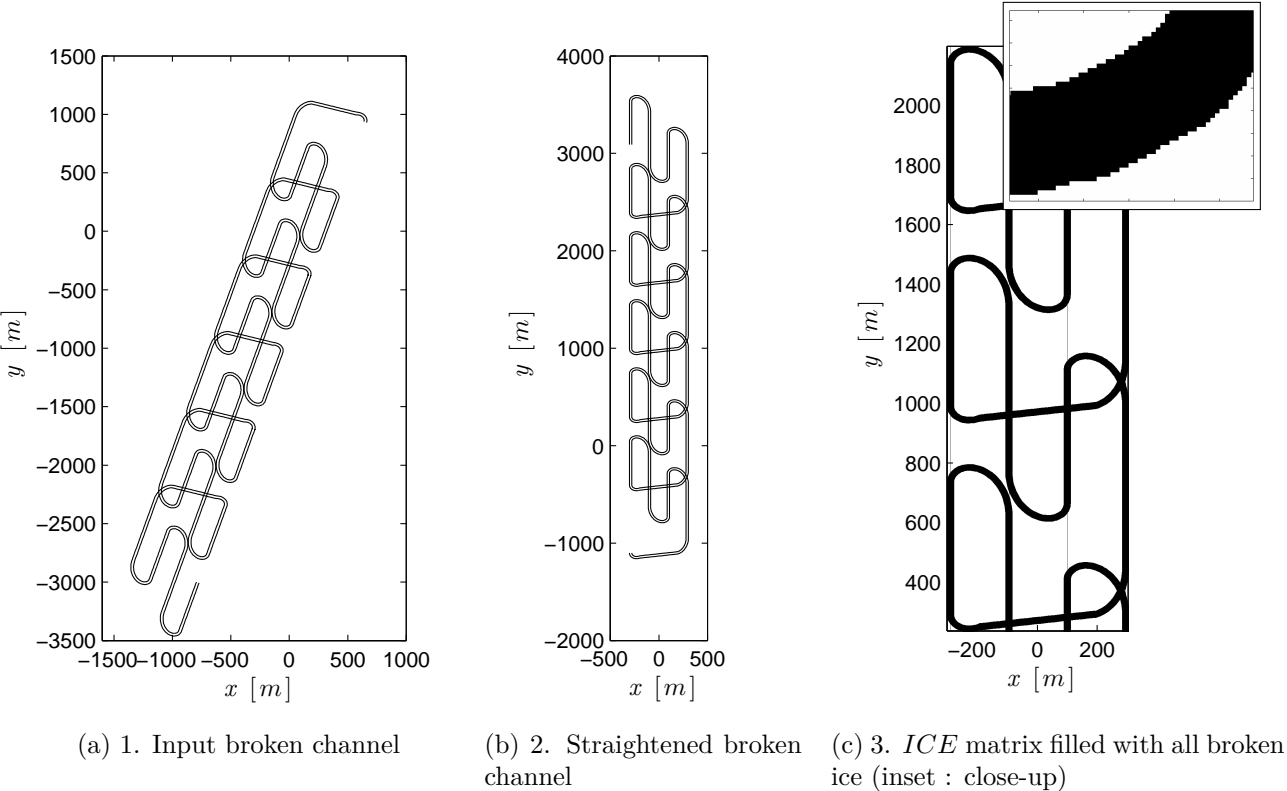 1500
1000
500
0
−500
−1000
−1500
−2000
−2500
−3000
−3500
−1500 −1000 −500 0 500 1000
x [m]
y [m]
4000
3000
2000
1000
0
−1000
−2000
−500 0 500
x [m]
y [m]
2000
1800
1600
1400
1200
1000
800
600
400
−200 0 200
x [m]
y [m]
(a) 1. Input broken channel
(b) 2. Straightened broken
channel
(c) 3. ICE matrix filled with all broken
ice (inset : close-up)